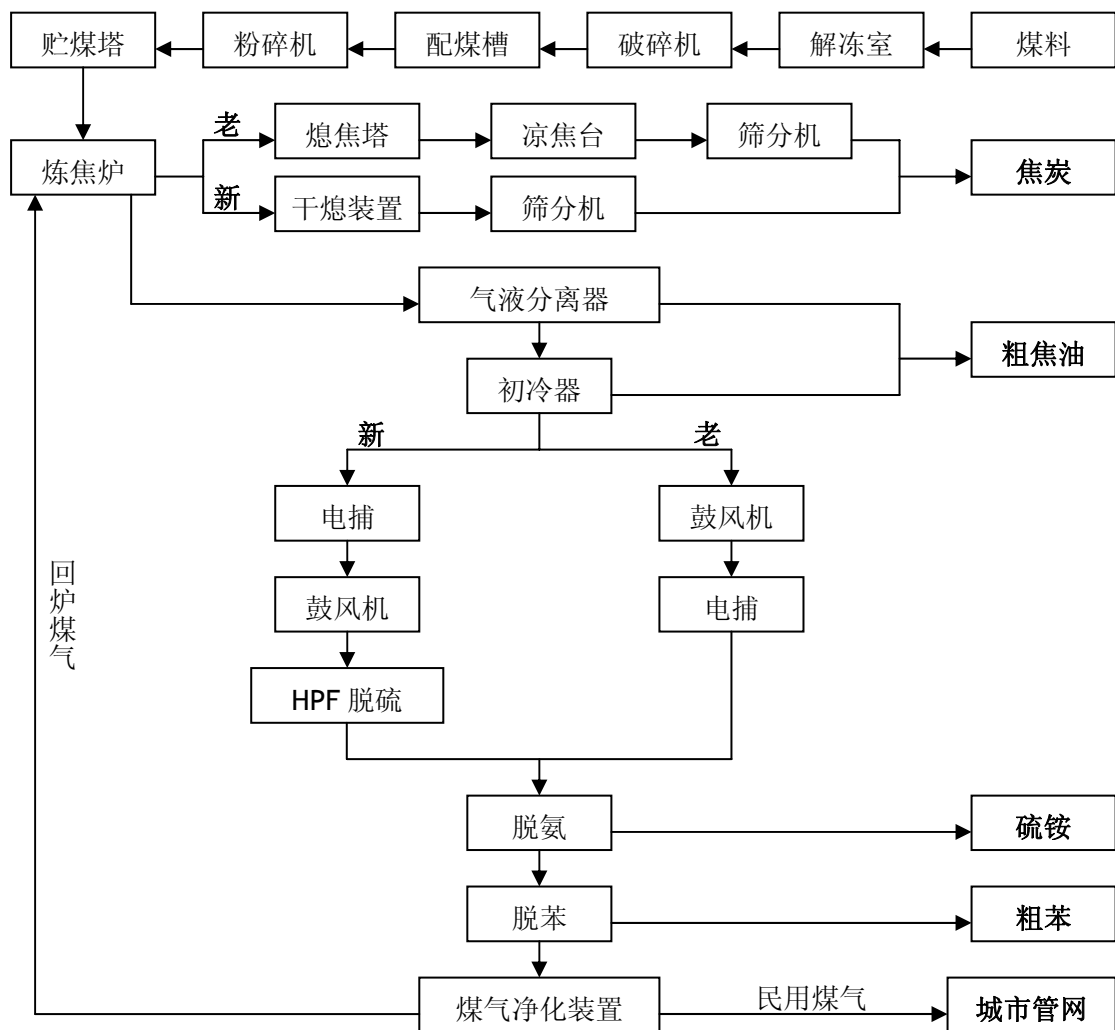 贮煤塔
粉碎机
配煤槽
破碎机
解冻室
煤料
老
熄焦塔
凉焦台
筛分机
炼焦炉
焦炭
新
干熄装置
筛分机
气液分离器
粗焦油
初冷器
新
老
电捕
鼓风机
回炉煤气
鼓风机
电捕
HPF 脱硫
脱氨
硫铵
脱苯
粗苯
煤气净化装置
民用煤气
城市管网